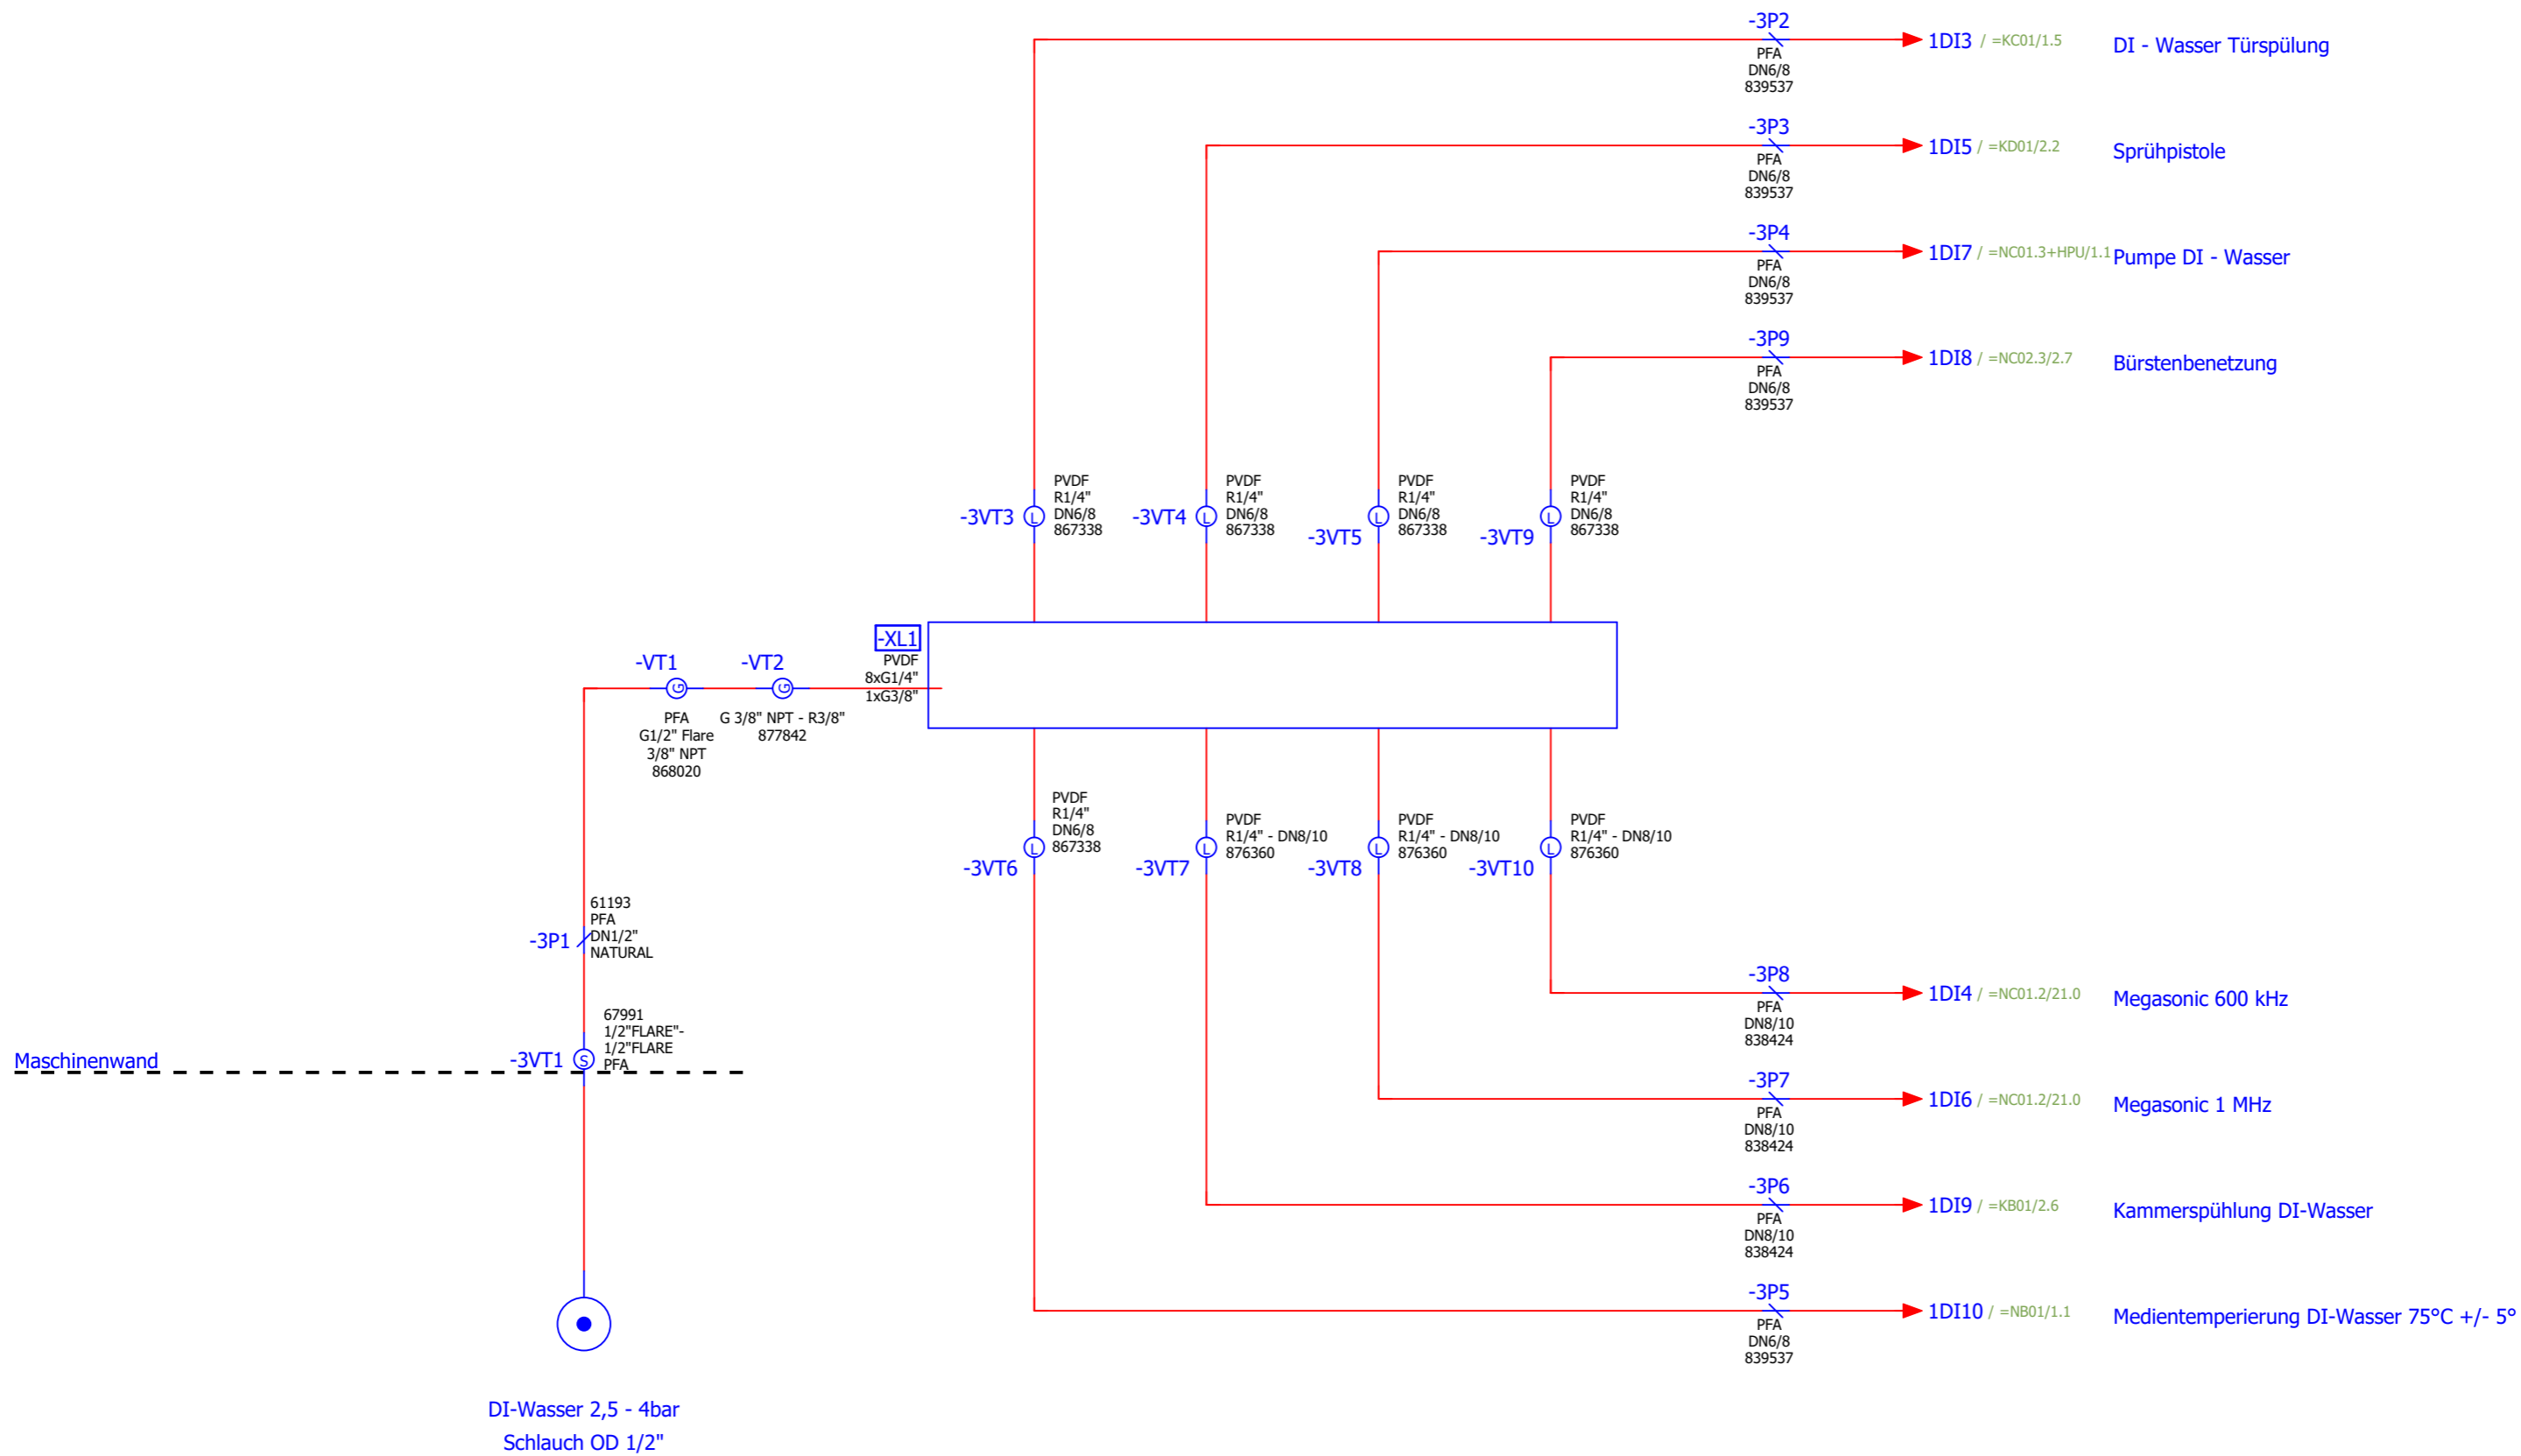 -3P2
1DI3 / =KC01/1.5
DI - Wasser Türspülung
PFA
DN6/8
839537
-3P3
1DI5 / =KD01/2.2
Sprühpistole
PFA
DN6/8
839537
-3P4
1DI7 / =NC01.3+HPU/1.1
Pumpe DI - Wasser
PFA
DN6/8
839537
-3P9
1DI8 / =NC02.3/2.7
Bürstenbenetzung
PFA
DN6/8
839537
-3VT3
L
PVDF
R1/4"
DN6/8
867338
-3VT4
L
PVDF
R1/4"
DN6/8
867338
-3VT5
L
PVDF
R1/4"
DN6/8
867338
-3VT9
L
PVDF
R1/4"
DN6/8
867338
-XL1
PVDF
8xG1/4"
1xG3/8"
-VT1
G
PFA
G1/2" Flare
3/8" NPT
868020
-VT2
G
G 3/8" NPT - R3/8"
877842
-3VT6
L
PVDF
R1/4"
DN6/8
867338
-3VT7
L
PVDF
R1/4" - DN8/10
876360
-3VT8
L
PVDF
R1/4" - DN8/10
876360
-3VT10
L
PVDF
R1/4" - DN8/10
876360
-3P1
61193
PFA
DN1/2"
NATURAL
-3VT1
S
67991
1/2"FLARE"-
1/2"FLARE
PFA
Maschinenwand
-3P8
1DI4 / =NC01.2/21.0
Megasonic 600 kHz
PFA
DN8/10
838424
-3P7
1DI6 / =NC01.2/21.0
Megasonic 1 MHz
PFA
DN8/10
838424
-3P6
1DI9 / =KB01/2.6
Kammerspühlung DI-Wasser
PFA
DN8/10
838424
-3P5
1DI10 / =NB01/1.1
Medientemperierung DI-Wasser 75°C +/- 5°
PFA
DN6/8
839537
DI-Wasser 2,5 - 4bar
Schlauch OD 1/2"